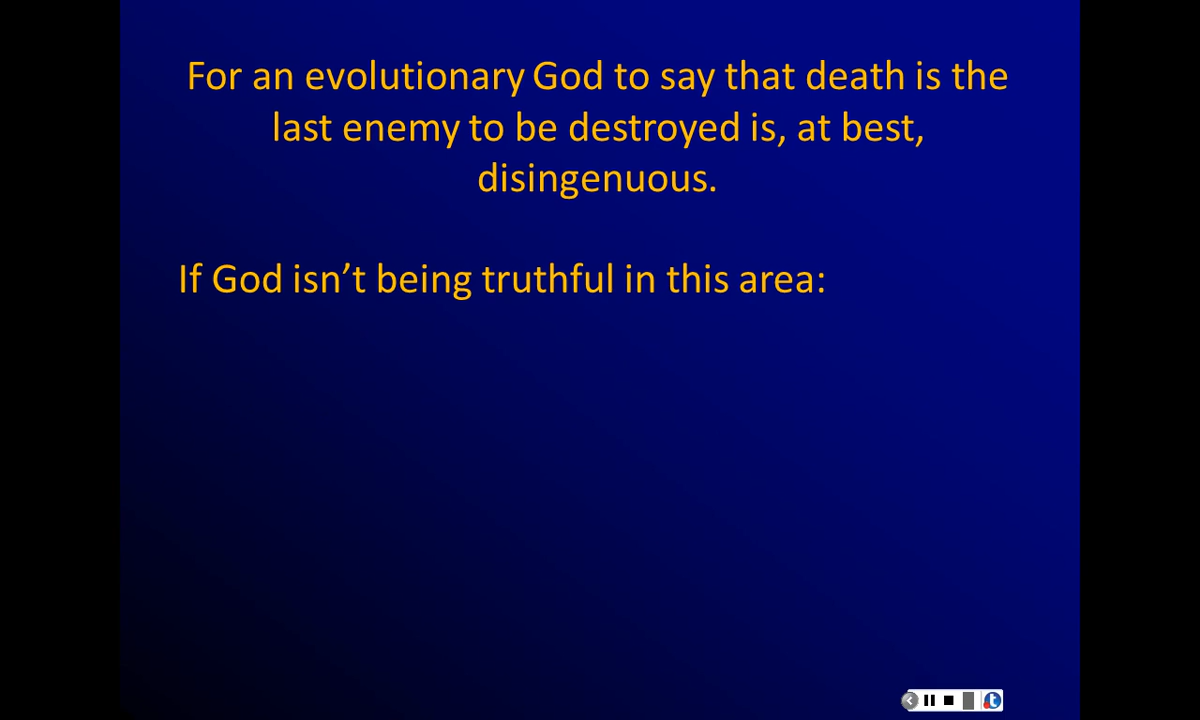 For an evolutionary God to say that death is the
last enemy to be destroyed is, at best,
disingenuous.
If God isn’t being truthful in this area: